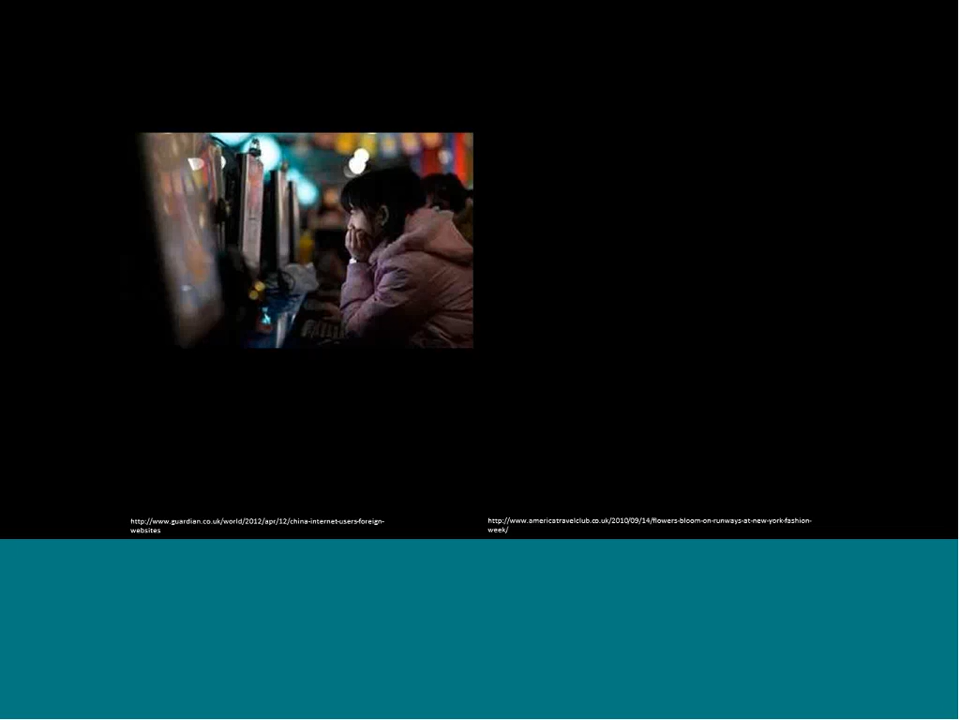 http://www.guardian.co.uk/world/2012/apr/12/china-internet-users-foreign-
websites
http://www.americatravelclub.co.uk/2010/09/14/flowers-bloom-on-runways-at-new-york-fashion-
week/